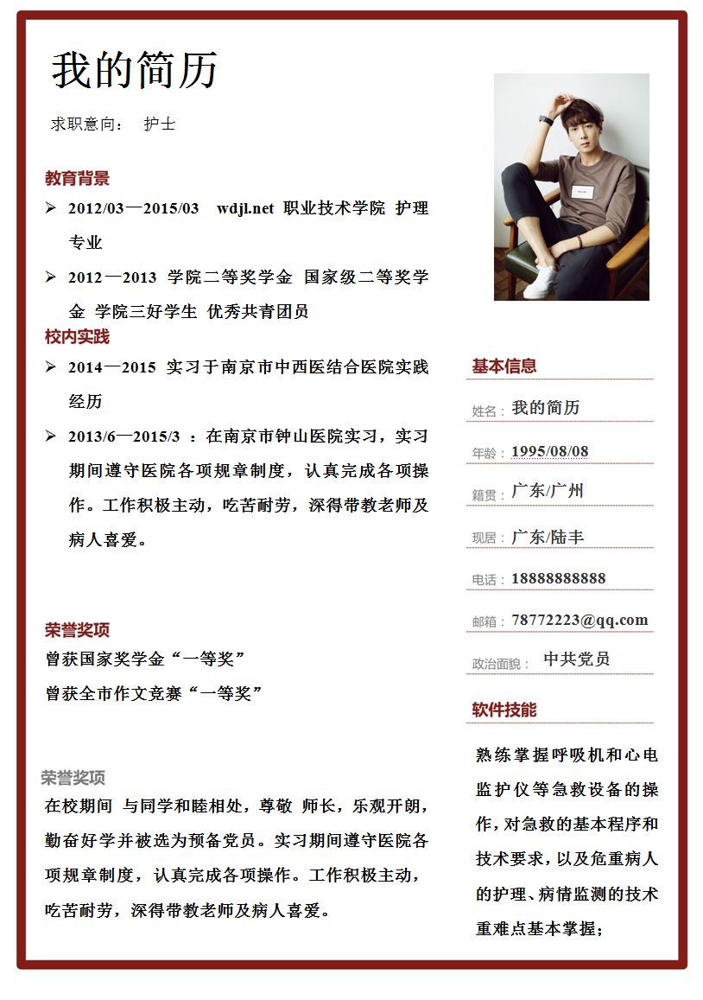 我的简历
求职意向： 护士
教育背景
➢ 2012/03—2015/03 wdjl.net 职业技术学院 护理
专业
➢ 2012—2013 学院二等奖学金 国家级二等奖学
金 学院三好学生 优秀共青团员
校内实践
➢ 2014—2015 实习于南京市中西医结合医院实践
经历
➢ 2013/6—2015/3 ：在南京市钟山医院实习，实习
期间遵守医院各项规章制度，认真完成各项操
作。工作积极主动，吃苦耐劳，深得带教老师及
病人喜爱。
荣誉奖项
曾获国家奖学金“一等奖”
曾获全市作文竞赛“一等奖”
荣誉奖项
在校期间 与同学和睦相处，尊敬 师长，乐观开朗，
勤奋好学并被选为预备党员。实习期间遵守医院各
项规章制度，认真完成各项操作。工作积极主动，
吃苦耐劳，深得带教老师及病人喜爱。
基本信息
姓名： 我的简历
年龄： 1995/08/08
籍贯： 广东/广州
现居： 广东/陆丰
电话： 18888888888
邮箱： 78772223@qq.com
政治面貌： 中共党员
软件技能
熟练掌握呼吸机和心电
监护仪等急救设备的操
作，对急救的基本程序和
技术要求，以及危重病人
的护理、病情监测的技术
重难点基本掌握；